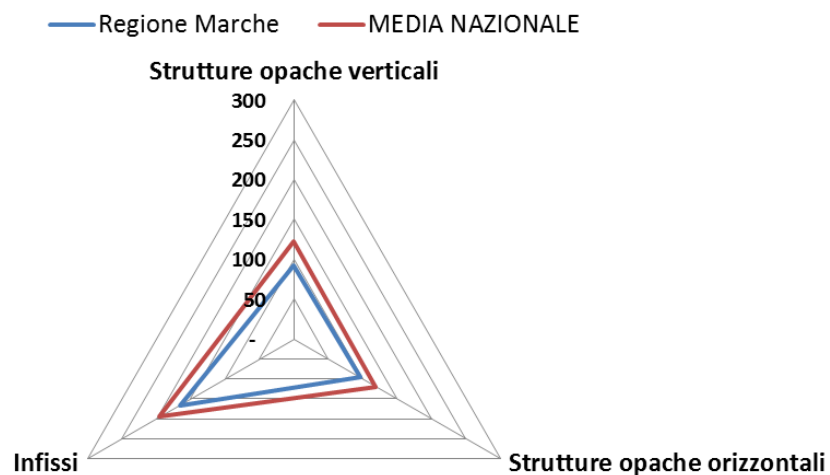 Regione Marche MEDIA NAZIONALE
Strutture opache verticali
300
250
200
150
100
50
-
Infissi Strutture opache orizzontali